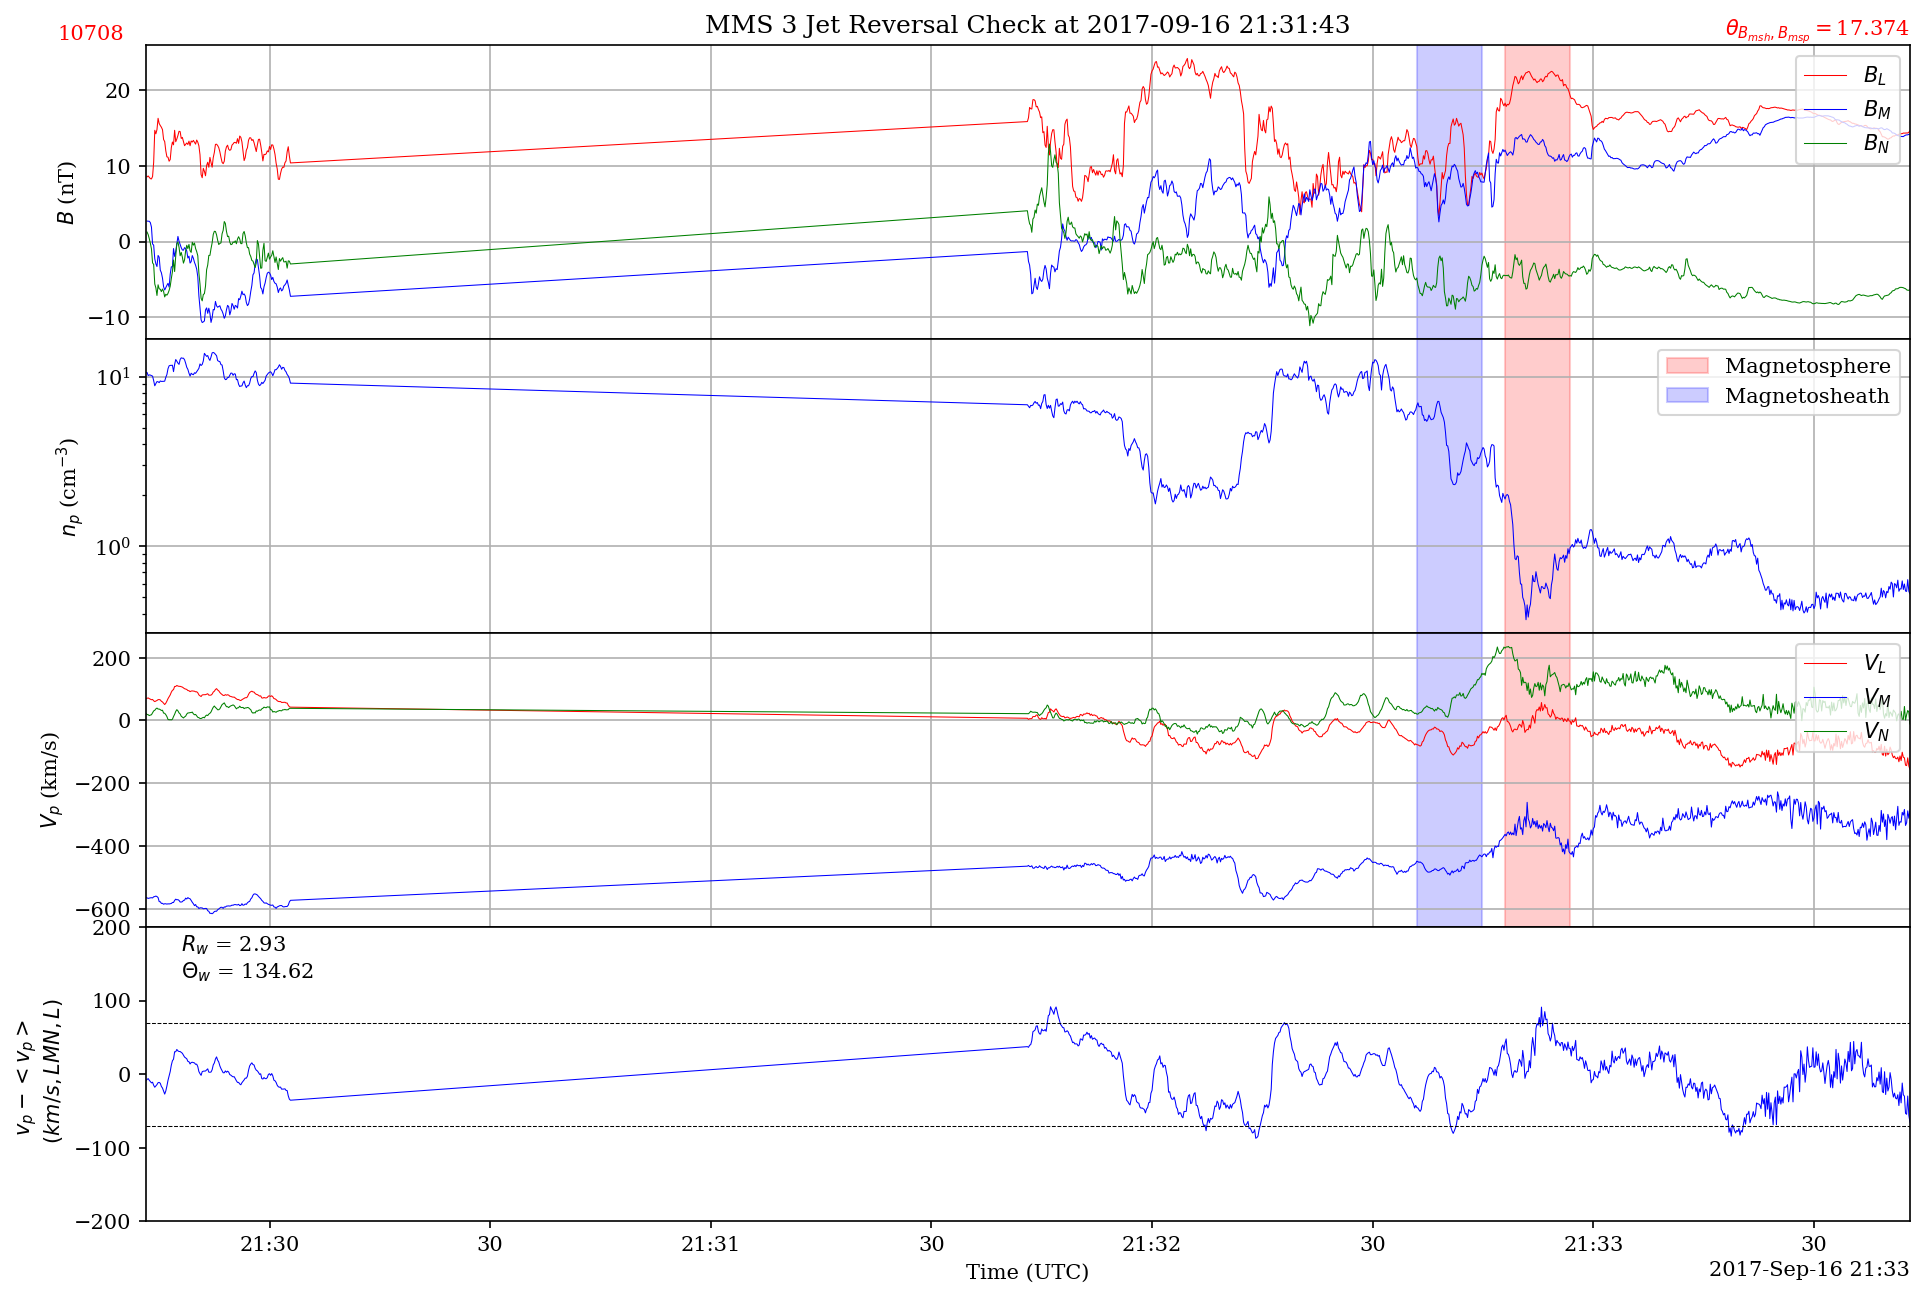 MMS 3 Jet Reversal Check at 2017-09-16 21:31:43
10708
θ_{B_{msh}, B_{msp}} = 17.374
B (nT)
20
10
0
−10
B_L
B_M
B_N
n_p (cm^{−3})
10^1
10^0
Magnetosphere
Magnetosheath
V_p (km/s)
200
0
−200
−400
−600
V_L
V_M
V_N
v_p − < v_p >
(km/s, LMN, L)
200
100
0
−100
−200
R_w = 2.93
Θ_w = 134.62
21:30
30
21:31
30
21:32
30
21:33
30
Time (UTC)
2017-Sep-16 21:33